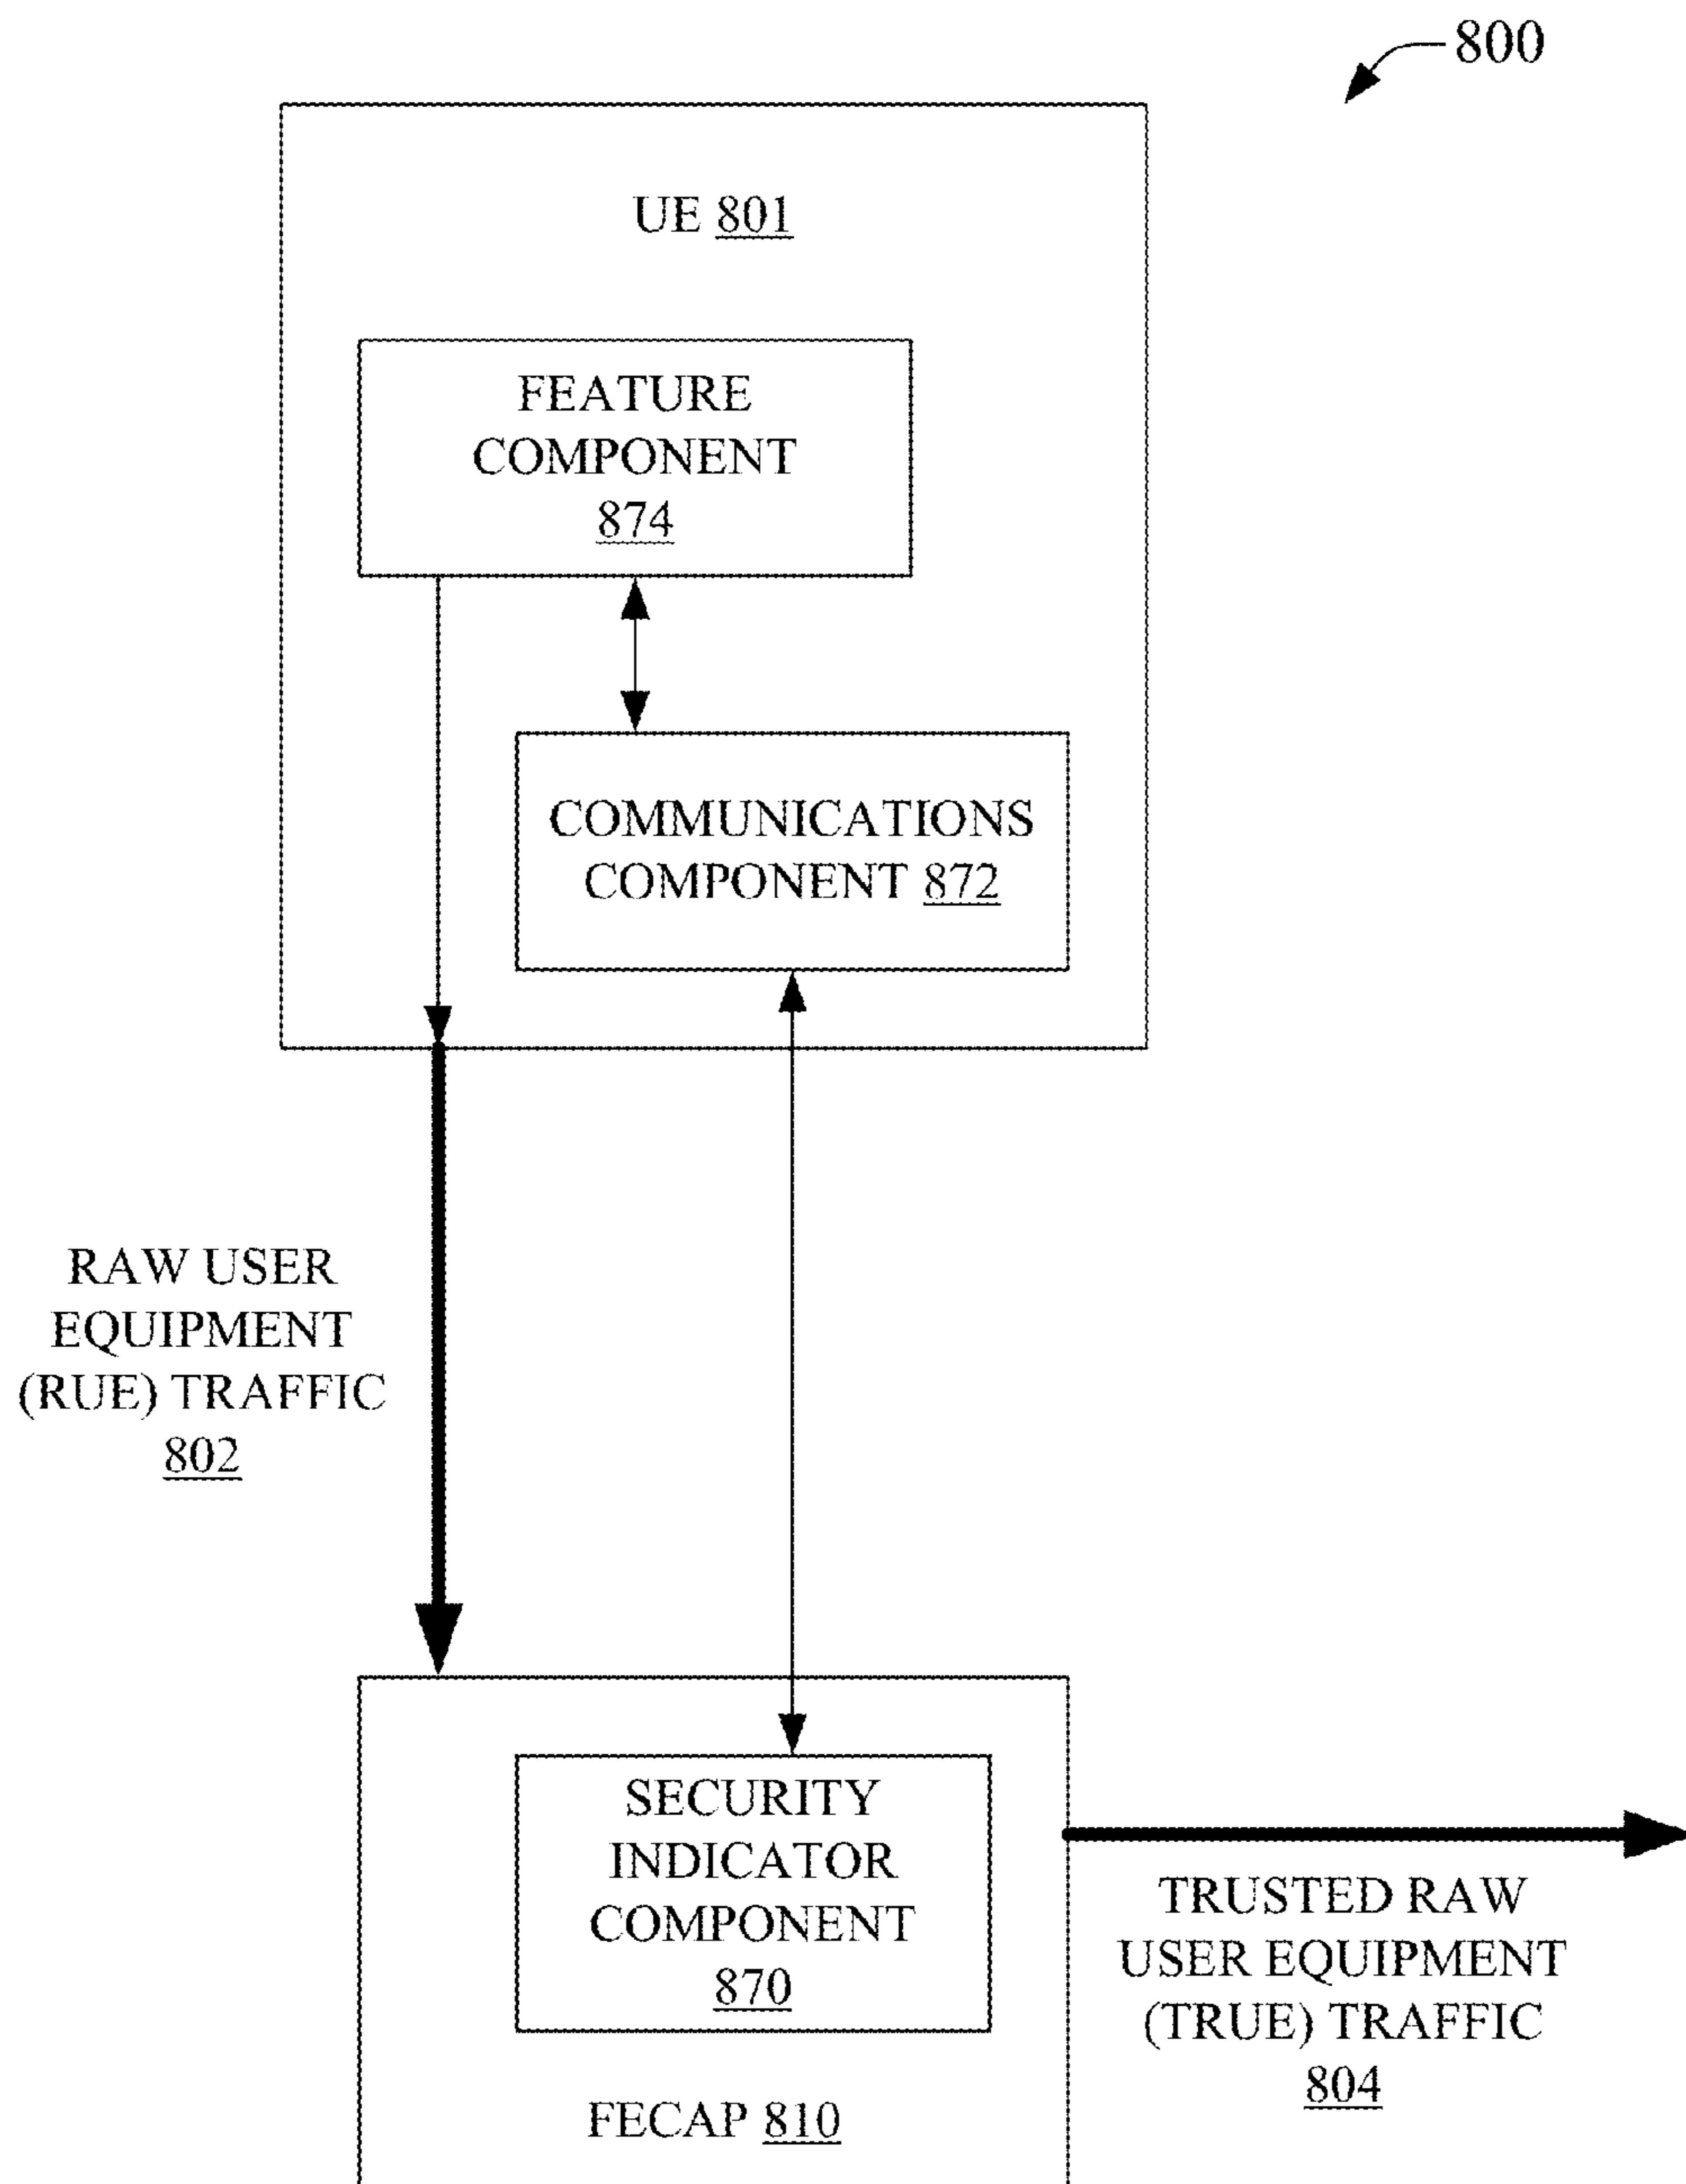 800
UE 801
FEATURE
COMPONENT
874
COMMUNICATIONS
COMPONENT 872
RAW USER
EQUIPMENT
(RUE) TRAFFIC
802
SECURITY
INDICATOR
COMPONENT
870
TRUSTED RAW
USER EQUIPMENT
(TRUE) TRAFFIC
804
FECAP 810